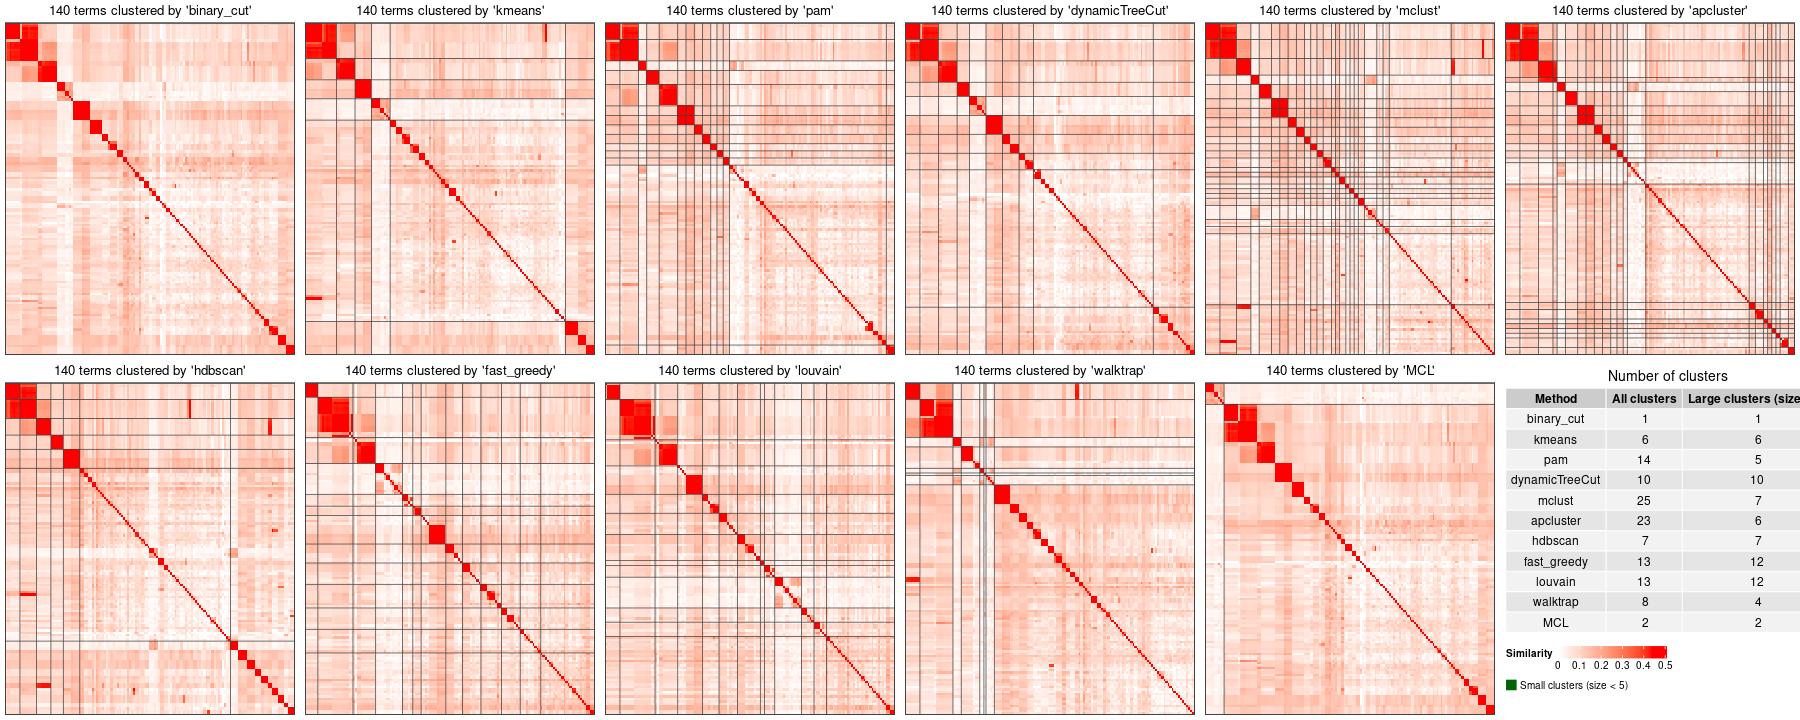 140 terms clustered by 'binary_cut'
140 terms clustered by 'kmeans'
140 terms clustered by 'pam'
140 terms clustered by 'dynamicTreeCut'
140 terms clustered by 'mclust'
140 terms clustered by 'apcluster'
140 terms clustered by 'hdbscan'
140 terms clustered by 'fast_greedy'
140 terms clustered by 'louvain'
140 terms clustered by 'walktrap'
140 terms clustered by 'MCL'
Number of clusters
Method All clusters Large clusters (size
binary_cut 1 1
kmeans 6 6
pam 14 5
dynamicTreeCut 10 10
mclust 25 7
apcluster 23 6
hdbscan 7 7
fast_greedy 13 12
louvain 13 12
walktrap 8 4
MCL 2 2
Similarity
0 0.1 0.2 0.3 0.4 0.5
Small clusters (size < 5)